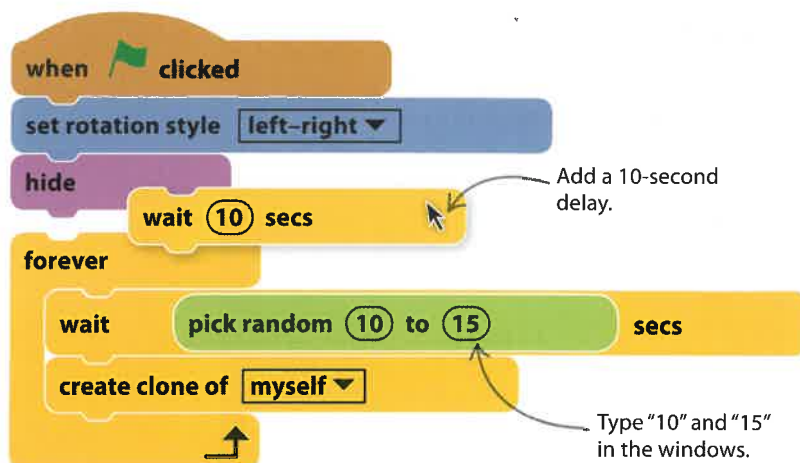 when clicked
set rotation style left–right
hide
Add a 10-second
delay.
wait 10 secs
forever
wait pick random 10 to 15 secs
create clone of myself
Type "10" and "15"
in the windows.